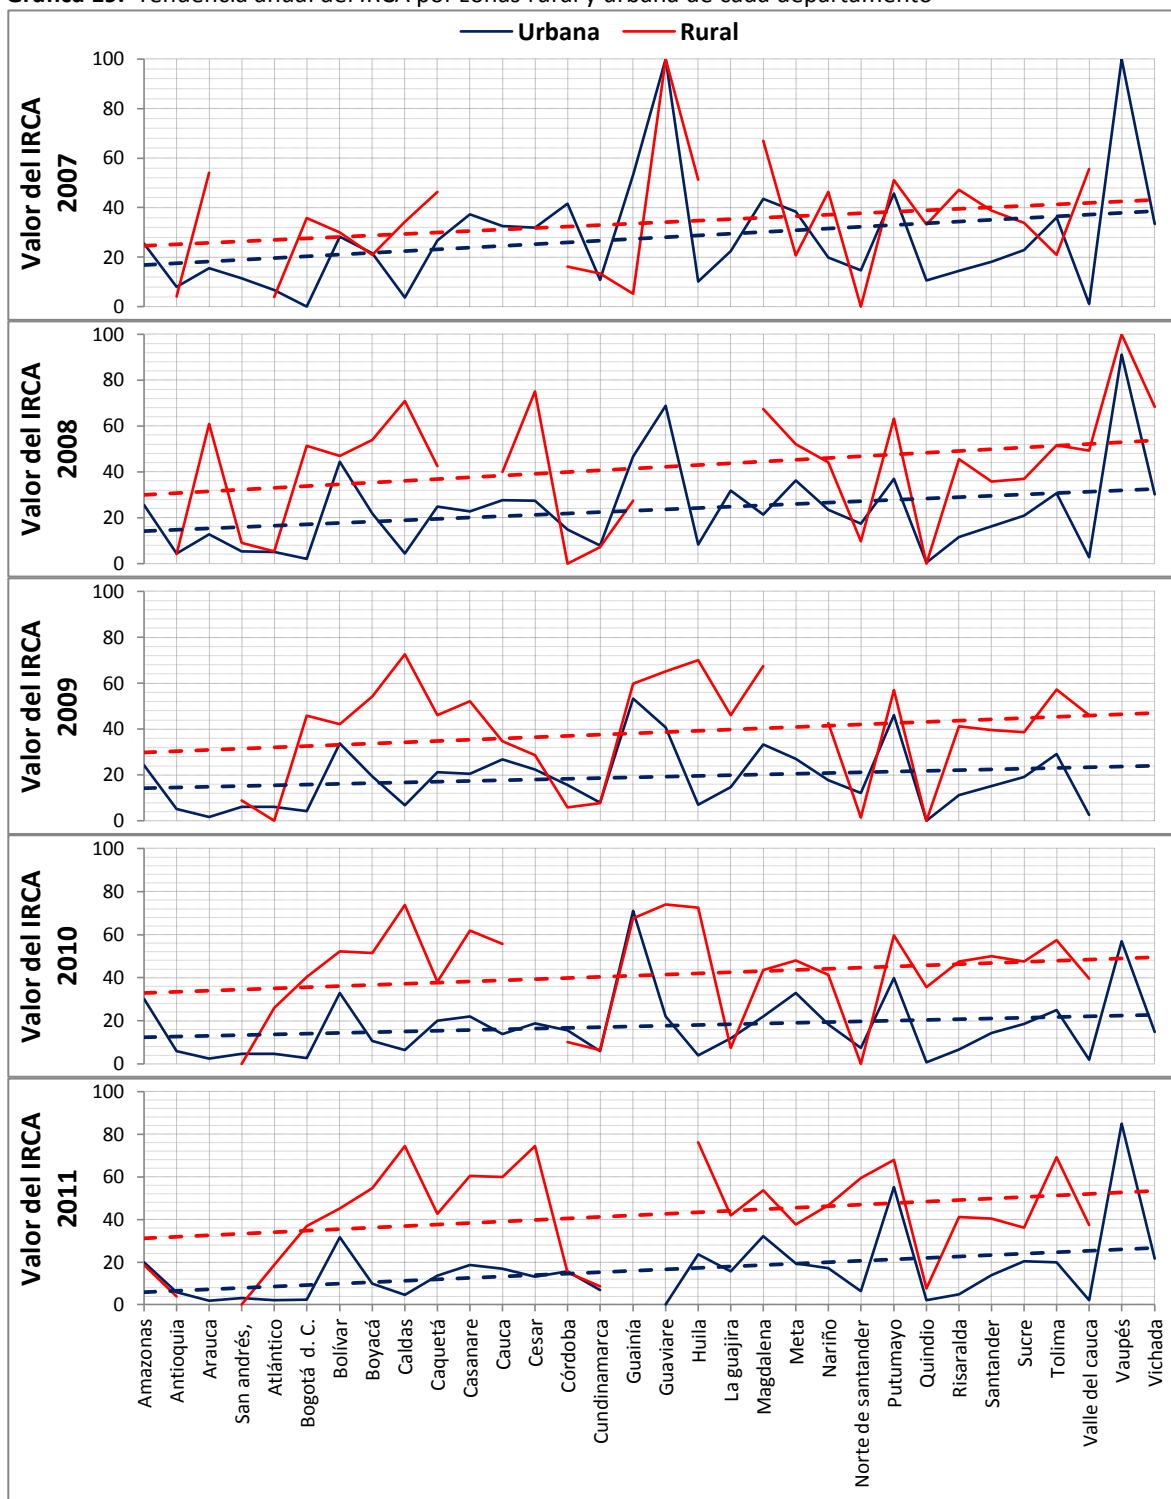 Gráfica 19. Tendencia anual del IRCA por zonas rural y urbana de cada departamento
Urbana Rural
Valor del IRCA
2007
100
80
60
40
20
0
Valor del IRCA
2008
100
80
60
40
20
0
Valor del IRCA
2009
100
80
60
40
20
0
Valor del IRCA
2010
100
80
60
40
20
0
Valor del IRCA
2011
100
80
60
40
20
0
Amazonas
Antioquia
Arauca
San andrés,
Atlántico
Bogotá d. C.
Bolívar
Boyacá
Caldas
Caquetá
Casanare
Cauca
Cesar
Córdoba
Cundinamarca
Guainía
Guaviare
Huila
La guajira
Magdalena
Meta
Nariño
Norte de santander
Putumayo
Quindio
Risaralda
Santander
Sucre
Tolima
Valle del cauca
Vaupés
Vichada